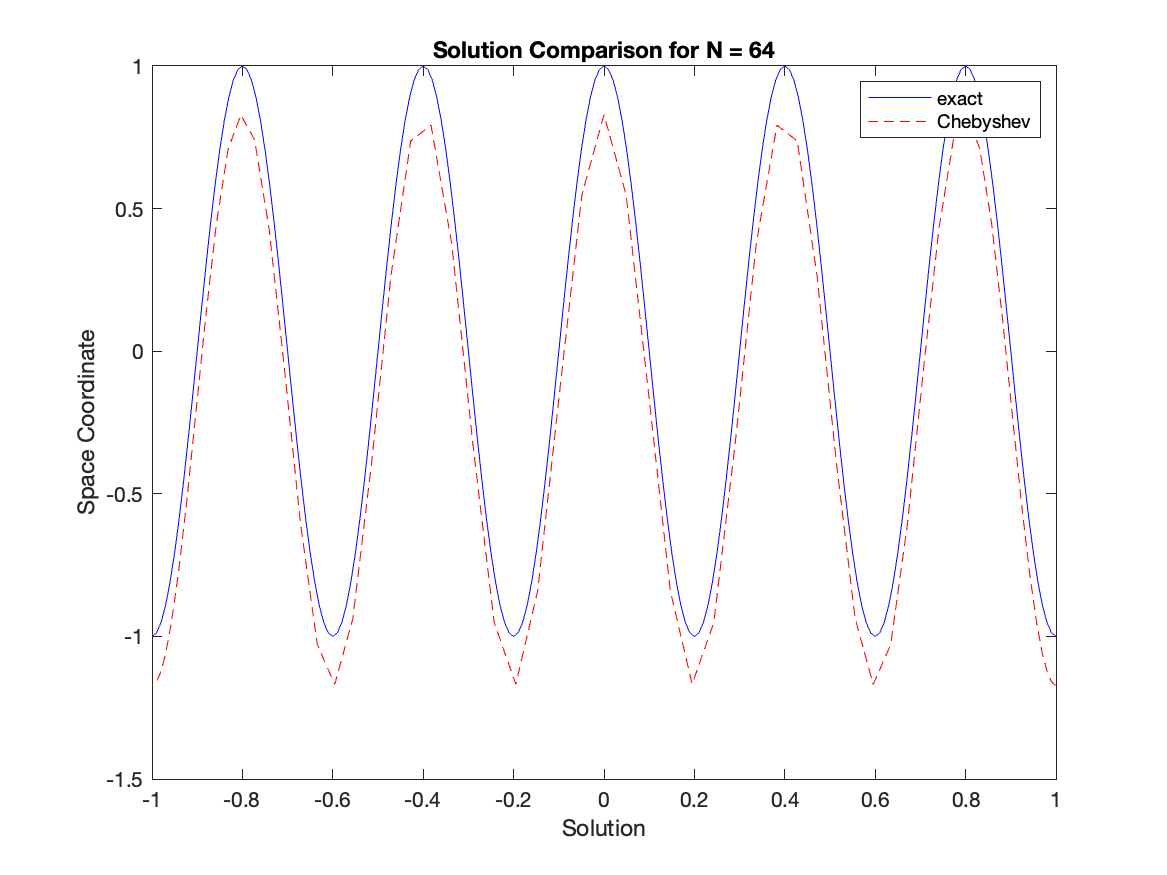 Solution Comparison for N = 64
exact
Chebyshev
1
0.5
0
-0.5
-1
-1.5
Space Coordinate
-1 -0.8 -0.6 -0.4 -0.2 0 0.2 0.4 0.6 0.8 1
Solution